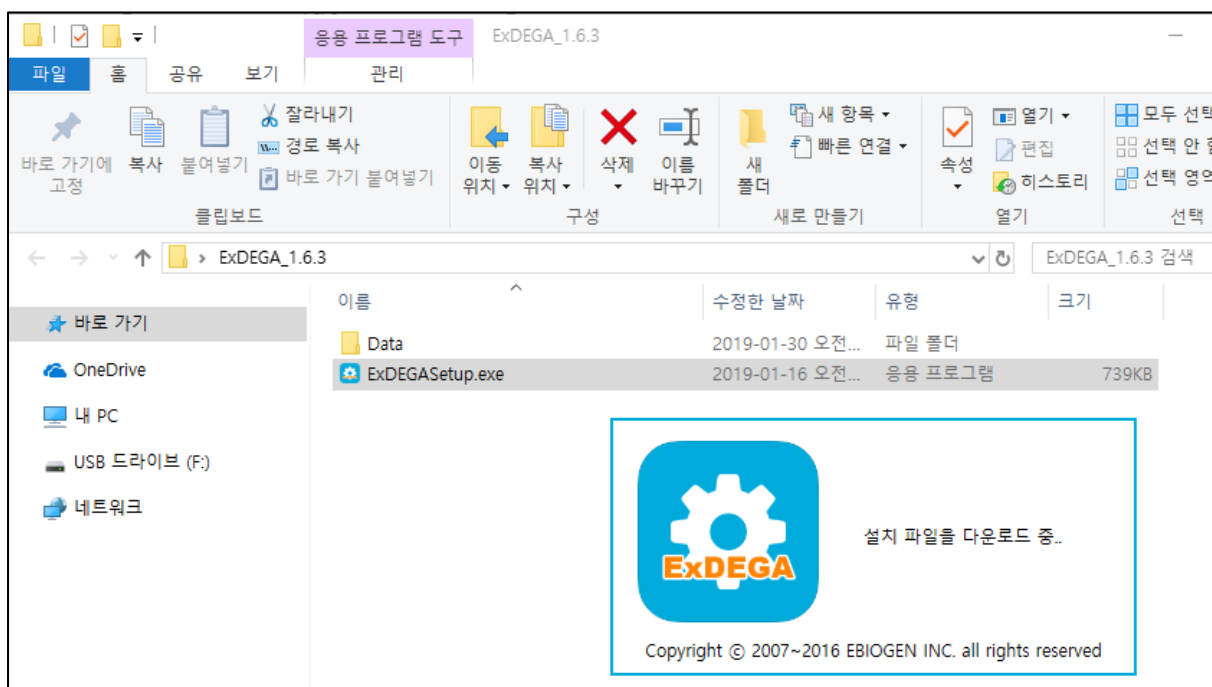 응용 프로그램 도구 ExDEGA_1.6.3
파일 홈 공유 보기 관리
바로 가기에 고정
복사
붙여넣기
잘라내기
경로 복사
바로 가기 붙여넣기
클립보드
이동 위치
복사 위치
삭제
이름 바꾸기
구성
새 폴더
새 항목
빠른 연결
새로 만들기
속성
열기
편집
히스토리
열기
모두 선택
선택 안
선택 영역
선택
ExDEGA_1.6.3
ExDEGA_1.6.3 검색
이름 수정한 날짜 유형 크기
바로 가기
OneDrive
내 PC
USB 드라이브 (F:)
네트워크
Data 2019-01-30 오전... 파일 폴더
ExDEGASetup.exe 2019-01-16 오전... 응용 프로그램 739KB
ExDEGA
설치 파일을 다운로드 중..
Copyright ⓒ 2007~2016 EBIOGEN INC. all rights reserved